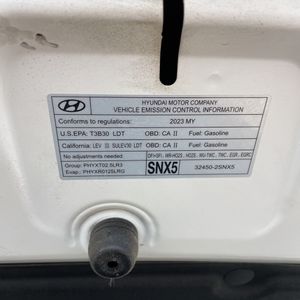 HYUNDAI MOTOR COMPANY
VEHICLE EMISSION CONTROL INFORMATION
Conforms to regulations: 2023 MY
U.S.EPA: T3B30 LDT OBD: CA II Fuel: Gasoline
California: LEV III SULEV30 LDT OBD: CA II Fuel: Gasoline
No adjustments needed.
Group: PHYXT02.5LR3
Evap: PHYXR0125LRG
SNX5
32450-2SNX5